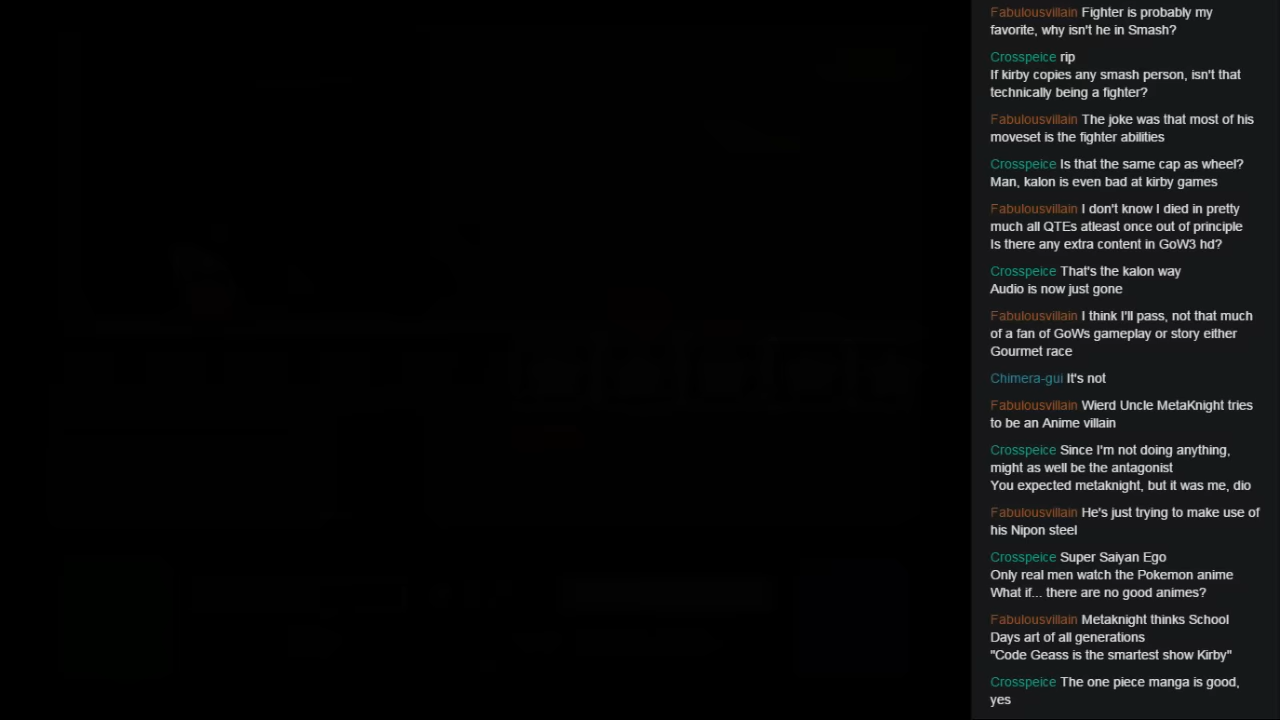 Fabulousvillain Fighter is probably my
favorite, why isn't he in Smash?
Crosspeice rip
If kirby copies any smash person, isn't that
technically being a fighter?
Fabulousvillain The joke was that most of his
moveset is the fighter abilities
Crosspeice Is that the same cap as wheel?
Man, kalon is even bad at kirby games
Fabulousvillain I don't know I died in pretty
much all QTEs atleast once out of principle
Is there any extra content in GoW3 hd?
Crosspeice That's the kalon way
Audio is now just gone
Fabulousvillain I think I'll pass, not that much
of a fan of GoWs gameplay or story either
Gourmet race
Chimera-gui It's not
Fabulousvillain Wierd Uncle MetaKnight tries
to be an Anime villain
Crosspeice Since I'm not doing anything,
might as well be the antagonist
You expected metaknight, but it was me, dio
Fabulousvillain He's just trying to make use of
his Nipon steel
Crosspeice Super Saiyan Ego
Only real men watch the Pokemon anime
What if... there are no good animes?
Fabulousvillain Metaknight thinks School
Days art of all generations
"Code Geass is the smartest show Kirby"
Crosspeice The one piece manga is good,
yes